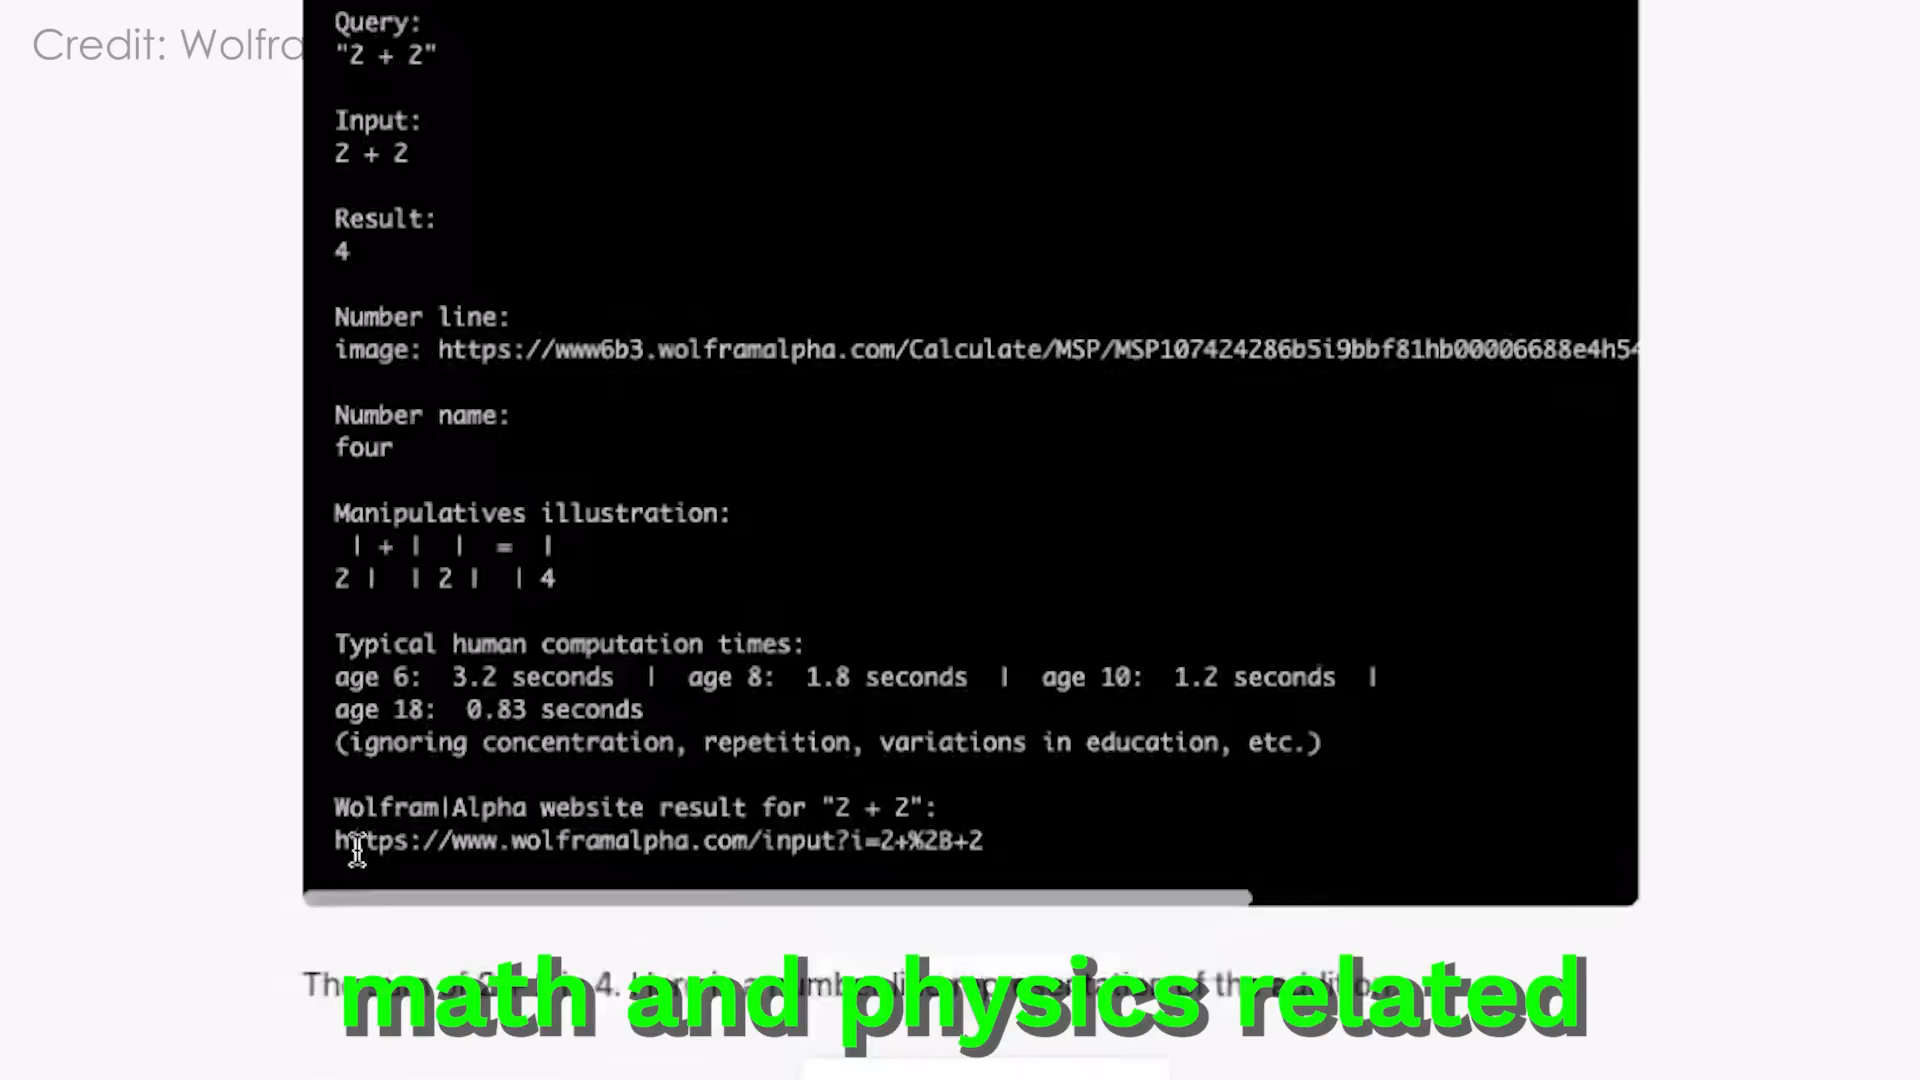 Credit: Wolfra
Query:
"2 + 2"
Input:
2 + 2
Result:
4
Number line:
image: https://www6b3.wolframalpha.com/Calculate/MSP/MSP107424286b5i9bbf81hb00006688e4h54
Number name:
four
Manipulatives illustration:
| + | | = |
2 | | 2 | | 4
Typical human computation times:
age 6: 3.2 seconds | age 8: 1.8 seconds | age 10: 1.2 seconds |
age 18: 0.83 seconds
(ignoring concentration, repetition, variations in education, etc.)
Wolfram|Alpha website result for "2 + 2":
https://www.wolframalpha.com/input?i=2+%2B+2
math and physics related